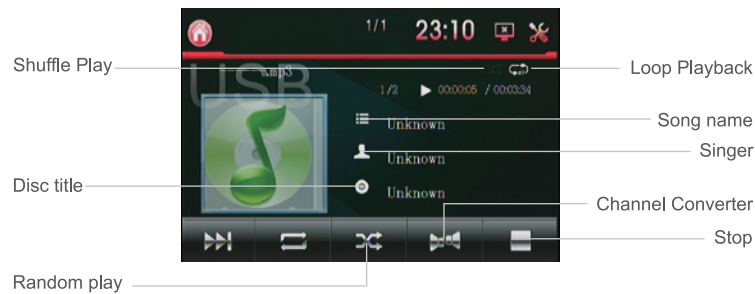 1/1 23:10
Shuffle Play
.mp3
Loop Playback
USB
1/2 00:00:05 / 00:03:34
Unknown
Song name
Unknown
Singer
Disc title
Unknown
Channel Converter
Stop
Random play